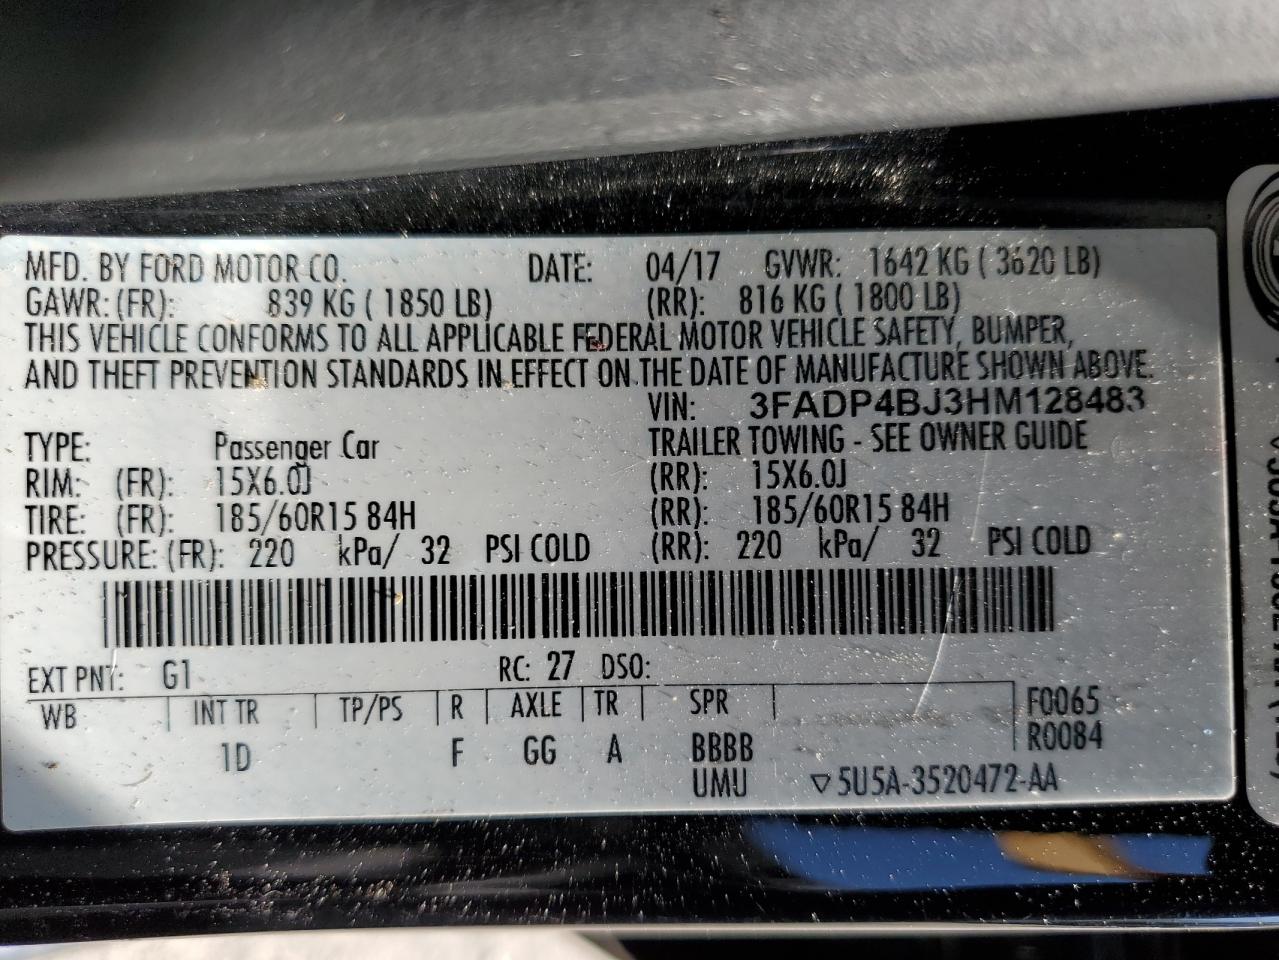 MFD. BY FORD MOTOR CO. DATE: 04/17 GVWR: 1642 KG ( 3620 LB)
GAWR: (FR): 839 KG ( 1850 LB) (RR): 816 KG ( 1800 LB)
THIS VEHICLE CONFORMS TO ALL APPLICABLE FEDERAL MOTOR VEHICLE SAFETY, BUMPER,
AND THEFT PREVENTION STANDARDS IN EFFECT ON THE DATE OF MANUFACTURE SHOWN ABOVE.
VIN: 3FADP4BJ3HM128483
TYPE: Passenger Car TRAILER TOWING - SEE OWNER GUIDE
RIM: (FR): 15X6.0J (RR): 15X6.0J
TIRE: (FR): 185/60R15 84H (RR): 185/60R15 84H
PRESSURE: (FR): 220 kPa/ 32 PSI COLD (RR): 220 kPa/ 32 PSI COLD
EXT PNT: G1 RC: 27 DSO:
WB INT TR TP/PS R AXLE TR SPR F0065
1D F GG A BBBB R0084
UMU ▽5U5A-3520472-AA